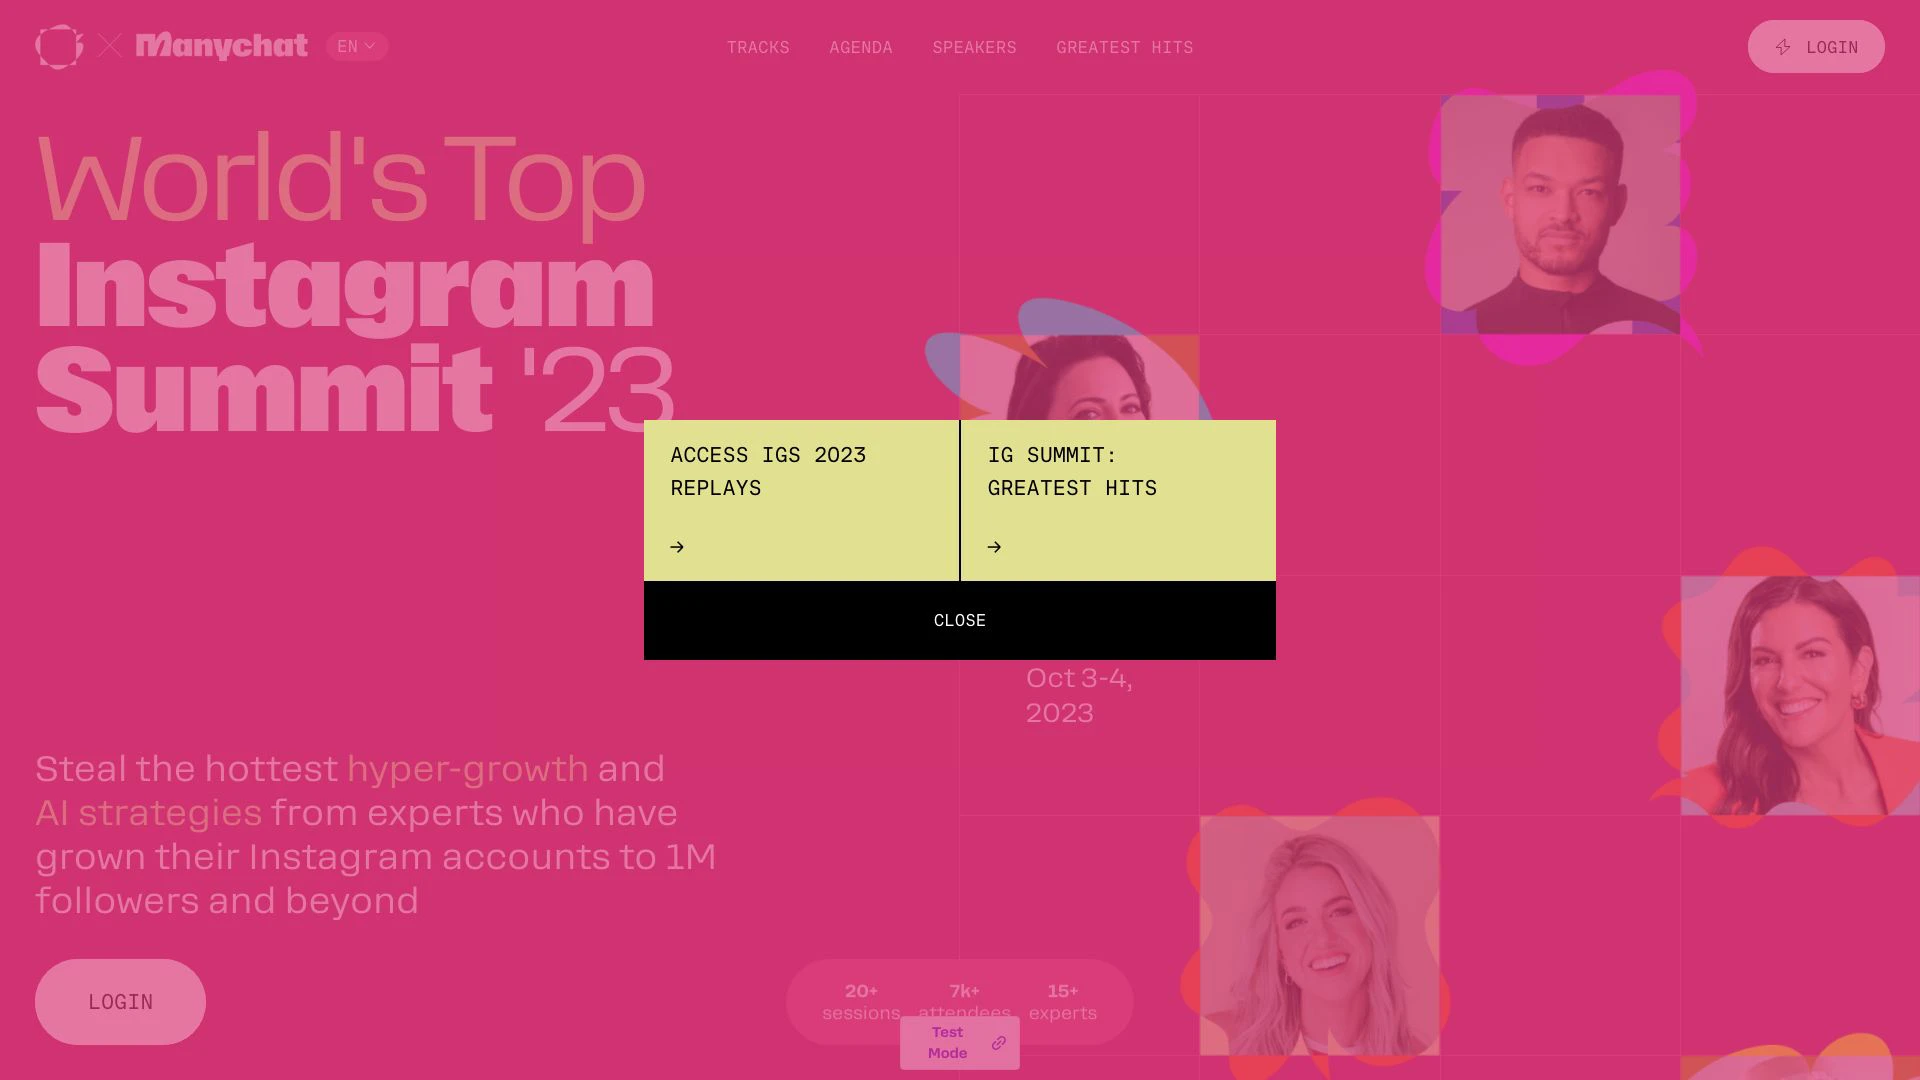 Manychat
EN
TRACKS
AGENDA
SPEAKERS
GREATEST HITS
LOGIN
World's Top
Instagram
Summit '23
ACCESS IGS 2023
REPLAYS
→
IG SUMMIT:
GREATEST HITS
→
CLOSE
Oct 3-4,
2023
Steal the hottest hyper-growth and
AI strategies from experts who have
grown their Instagram accounts to 1M
followers and beyond
LOGIN
20+
sessions
7k+
attendees
15+
experts
Test
Mode